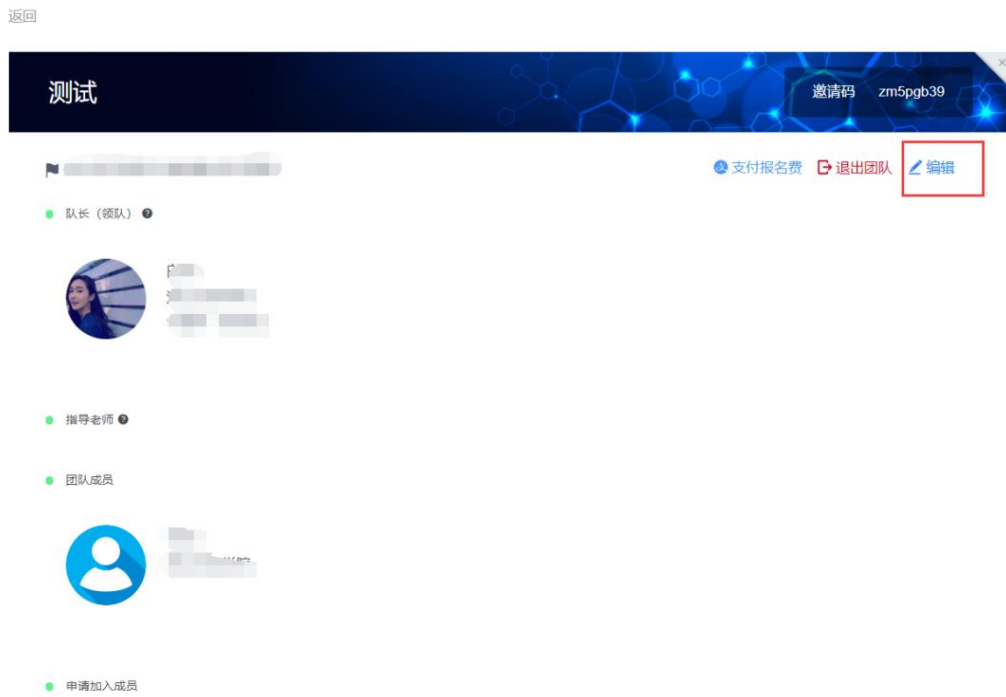 返回
测试
邀请码 zm5pgb39
支付报名费 退出团队 编辑
队长（领队）
指导老师
团队成员
申请加入成员